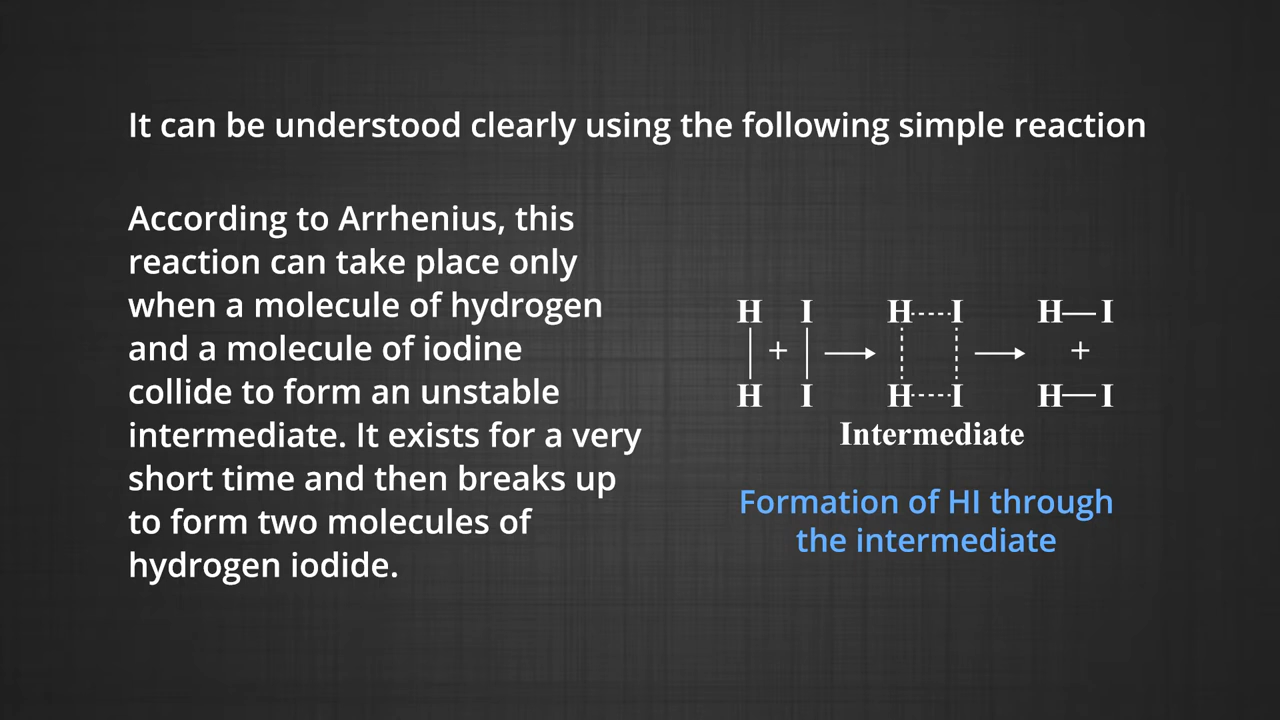 It can be understood clearly using the following simple reaction
According to Arrhenius, this
reaction can take place only
when a molecule of hydrogen
and a molecule of iodine
collide to form an unstable
intermediate. It exists for a very
short time and then breaks up
to form two molecules of
hydrogen iodide.
H I H I H I
+ +
H I H I H I
Intermediate
Formation of HI through
the intermediate